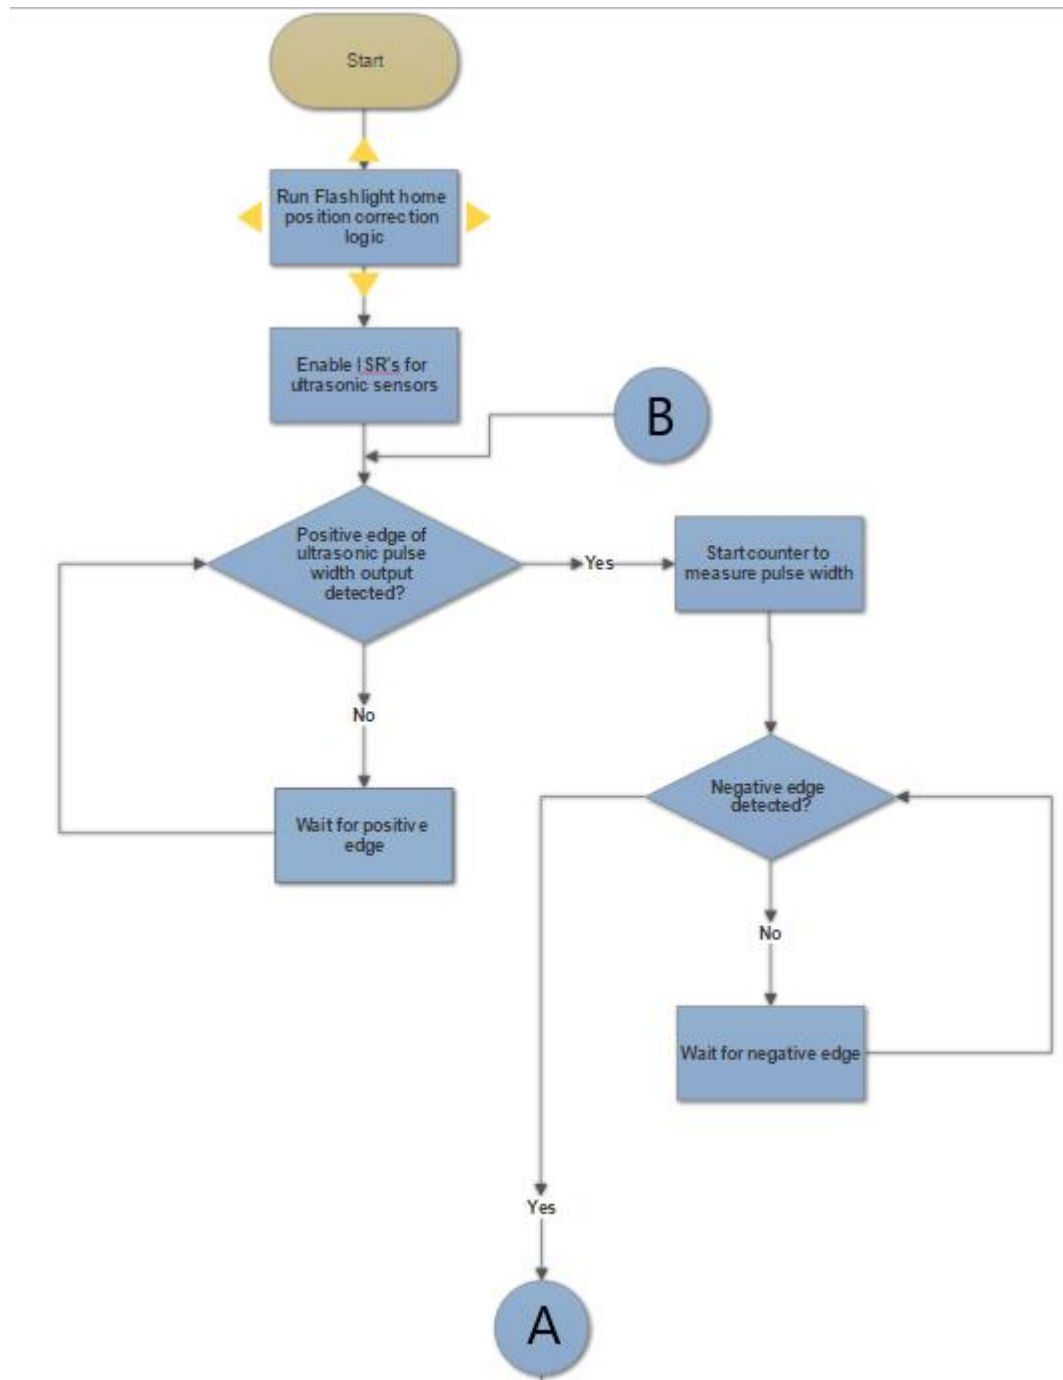 Start
Run Flashlight home
position correction
logic
Enable ISR's for
ultrasonic sensors
B
Positive edge of
ultrasonic pulse
width output
detected?
Yes
Start counter to
measure pulse width
No
Wait for positive
edge
Negative edge
detected?
No
Wait for negative edge
Yes
A